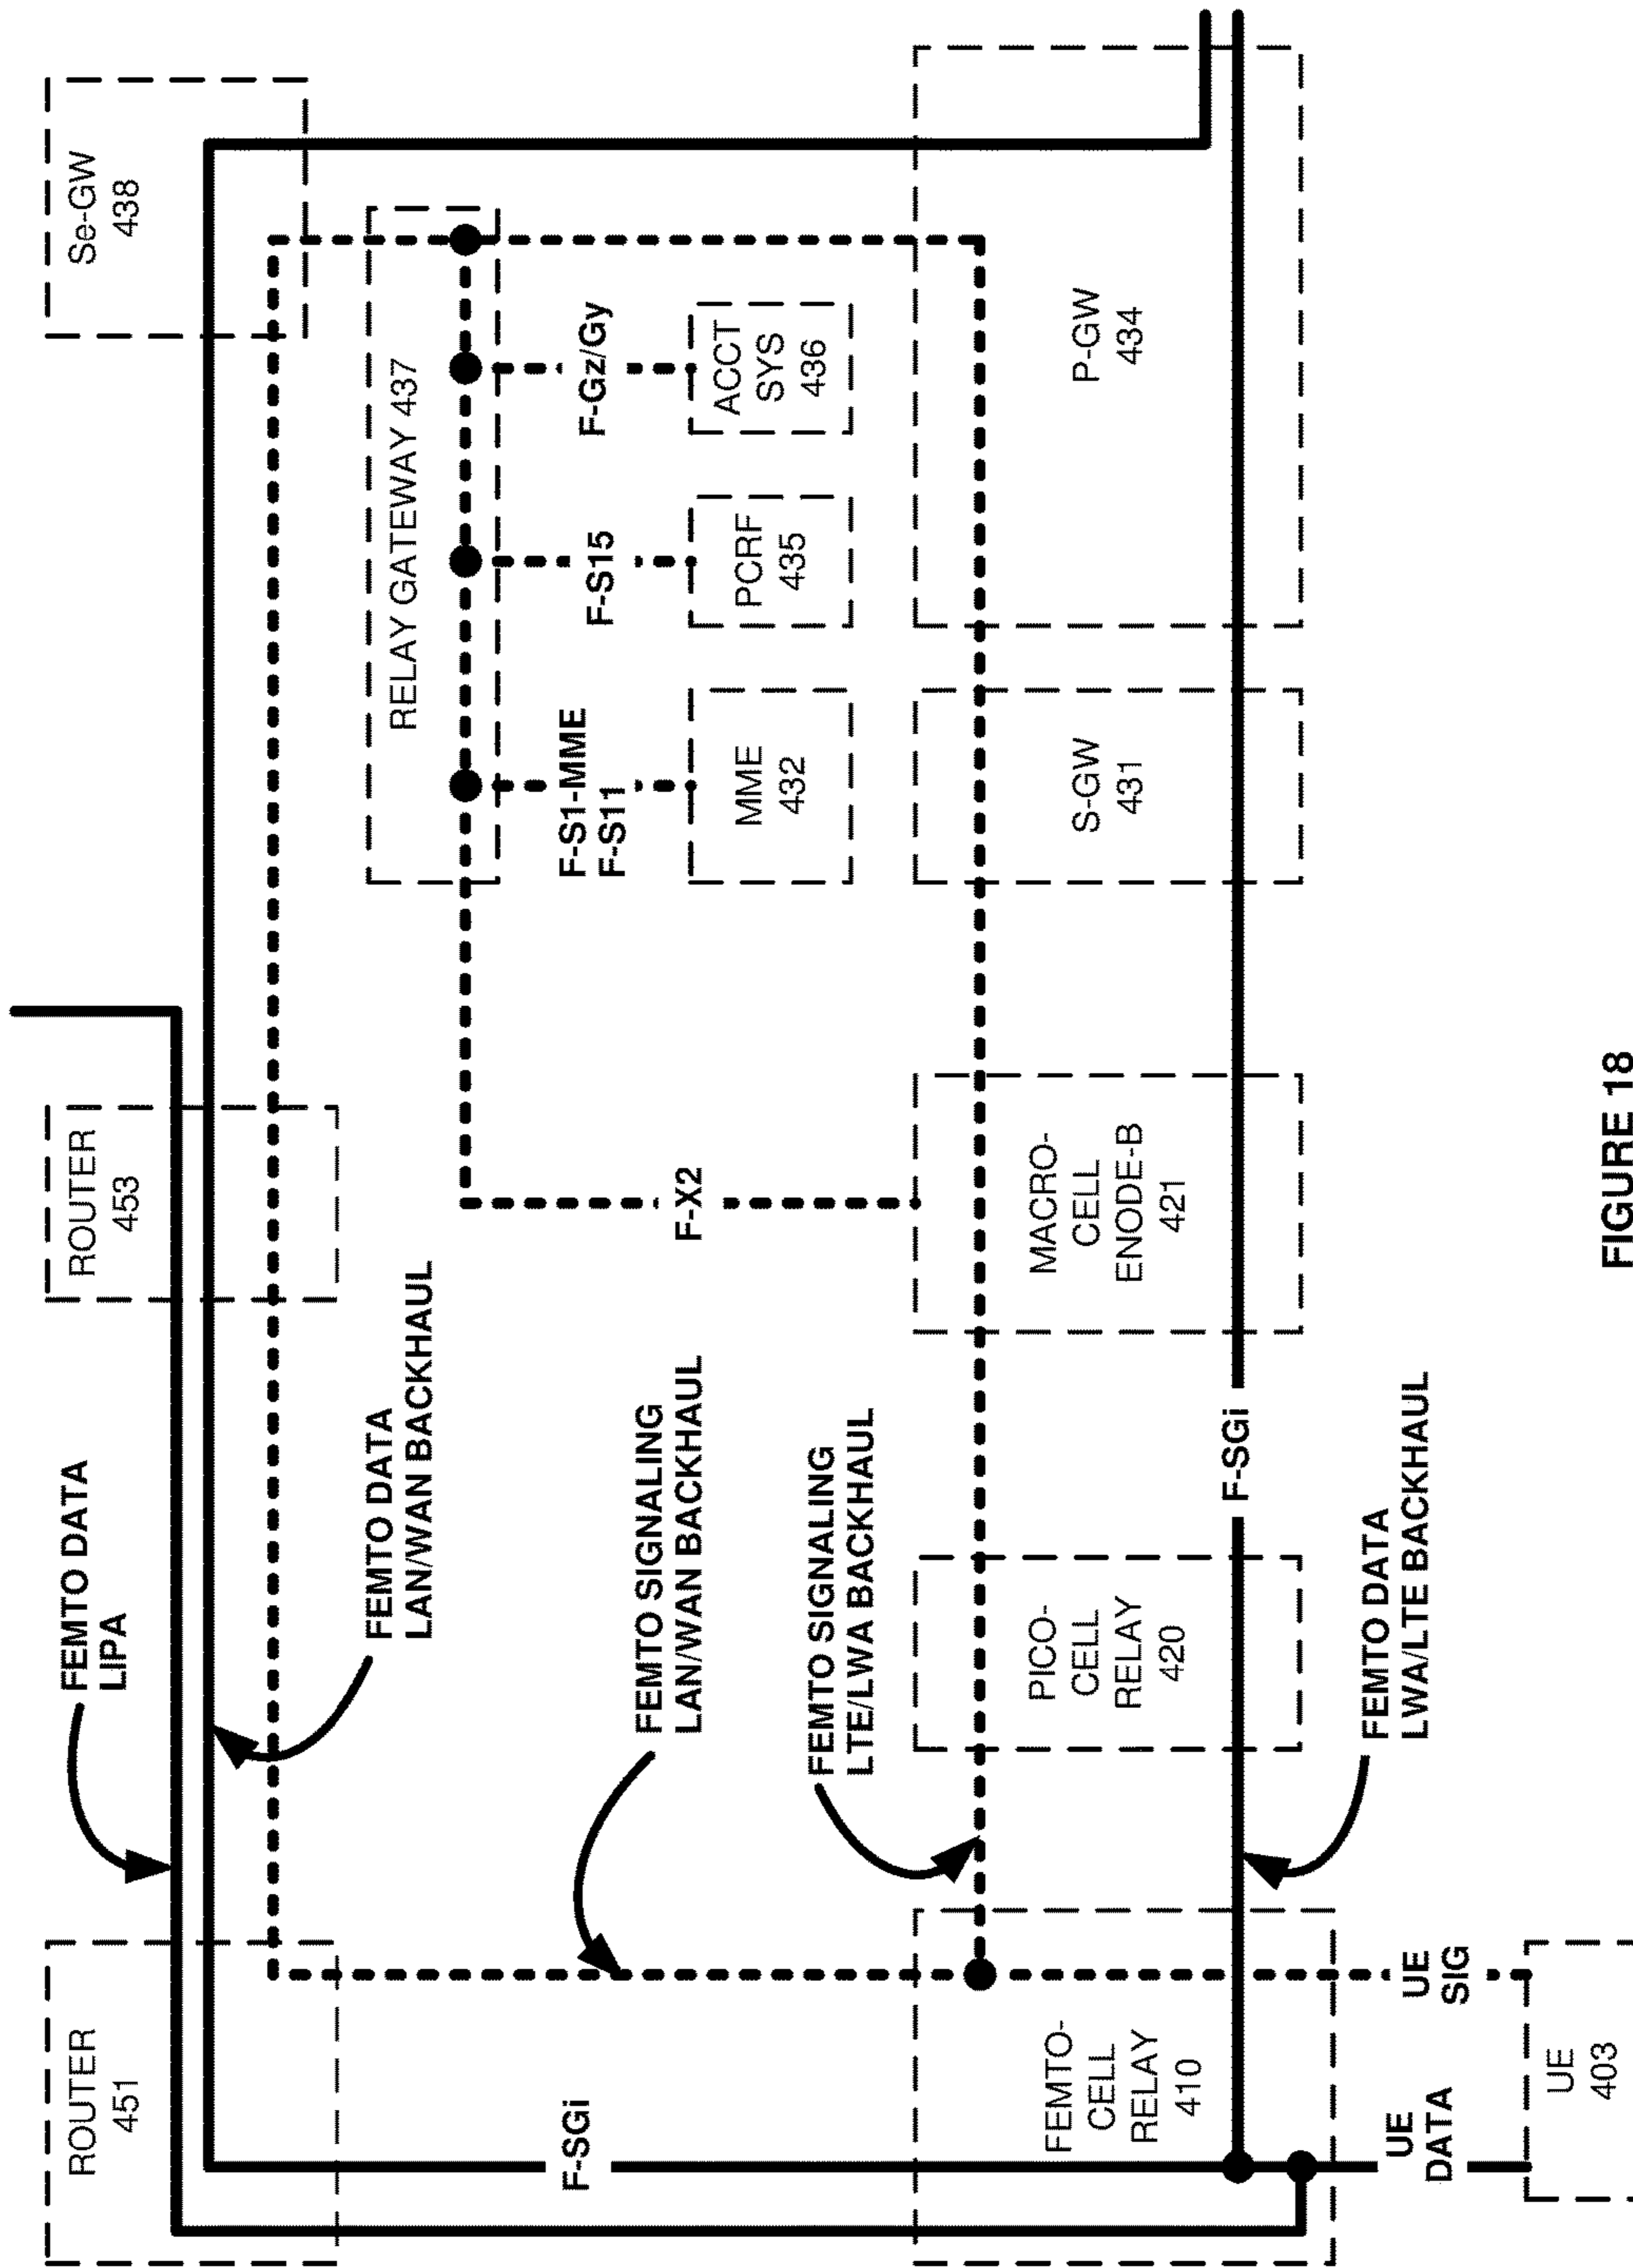 ROUTER
451
ROUTER
453
Se-GW
438
FEMTO DATA
LIPA
FEMTO DATA
LAN/WAN BACKHAUL
RELAY GATEWAY 437
F-SGi
FEMTO SIGNALING
LAN/WAN BACKHAUL
F-X2
F-S1-MME
F-S11
F-S15
F-Gz/Gy
MME
432
PCRF
435
ACCT
SYS
436
FEMTO SIGNALING
LTE/LWA BACKHAUL
FEMTO-
CELL
RELAY
410
PICO-
CELL
RELAY
420
MACRO-
CELL
ENODE-B
421
S-GW
431
P-GW
434
F-SGi
FEMTO DATA
LWA/LTE BACKHAUL
UE
DATA
UE
SIG
UE
403
FIGURE 18